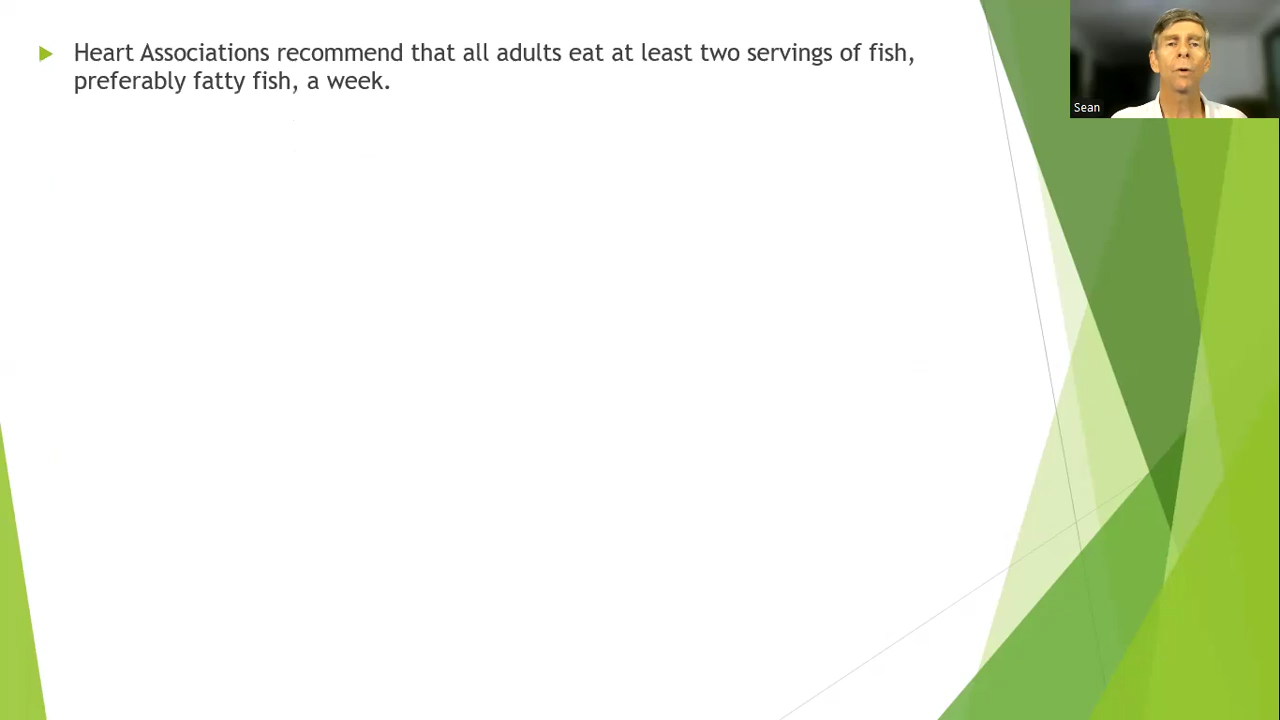 Heart Associations recommend that all adults eat at least two servings of fish,
preferably fatty fish, a week.
Sean